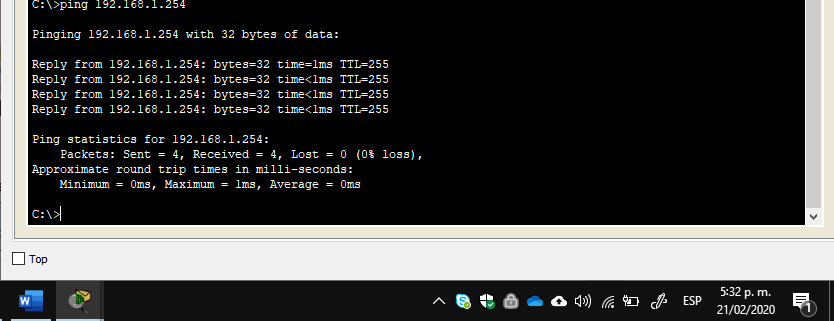 C:\>ping 192.168.1.254
Pinging 192.168.1.254 with 32 bytes of data:
Reply from 192.168.1.254: bytes=32 time=1ms TTL=255
Reply from 192.168.1.254: bytes=32 time<1ms TTL=255
Reply from 192.168.1.254: bytes=32 time<1ms TTL=255
Reply from 192.168.1.254: bytes=32 time<1ms TTL=255
Ping statistics for 192.168.1.254:
Packets: Sent = 4, Received = 4, Lost = 0 (0% loss),
Approximate round trip times in milli-seconds:
Minimum = 0ms, Maximum = 1ms, Average = 0ms
C:\>
Top
W
S
ESP
5:32 p. m.
21/02/2020
1